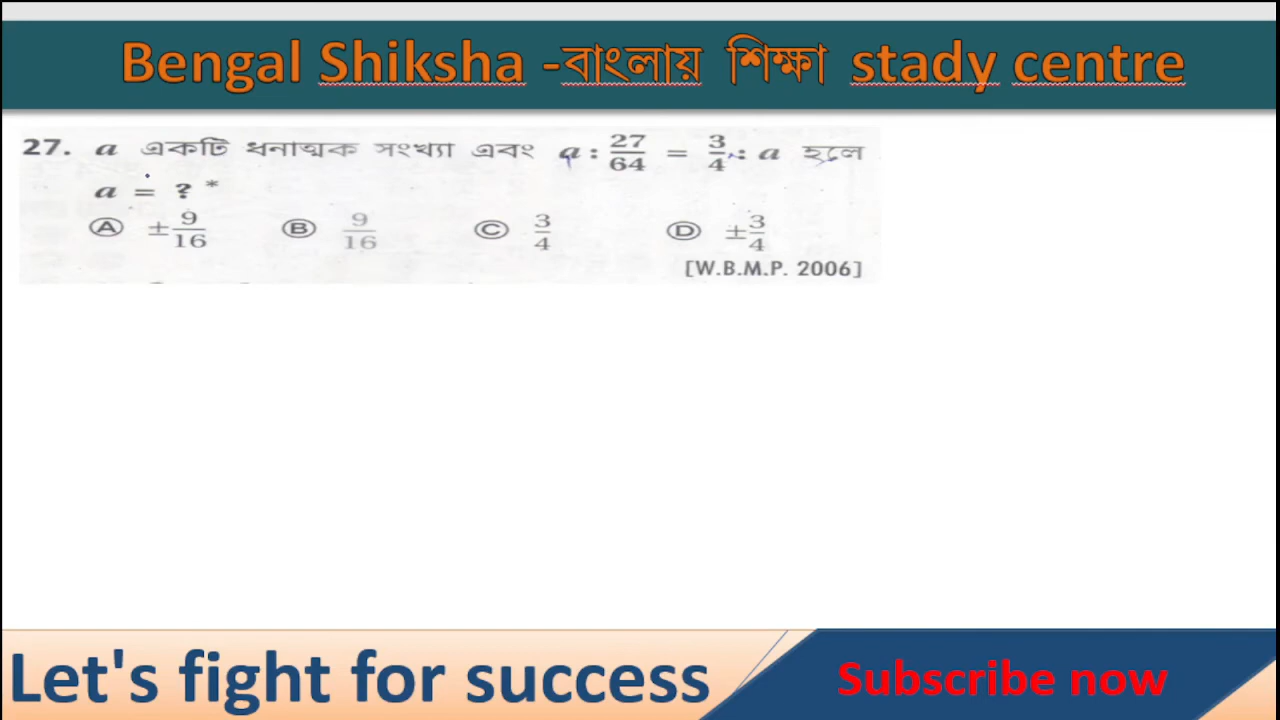 Bengal Shiksha -বাংলায় শিক্ষা stady centre
27. a একটি ধনাত্মক সংখ্যা এবং a : 27/64 = 3/4 : a হলে
a = ? *
Ⓐ ±9/16 Ⓑ 9/16 Ⓒ 3/4 Ⓓ ±3/4
[W.B.M.P. 2006]
Let's fight for success
Subscribe now